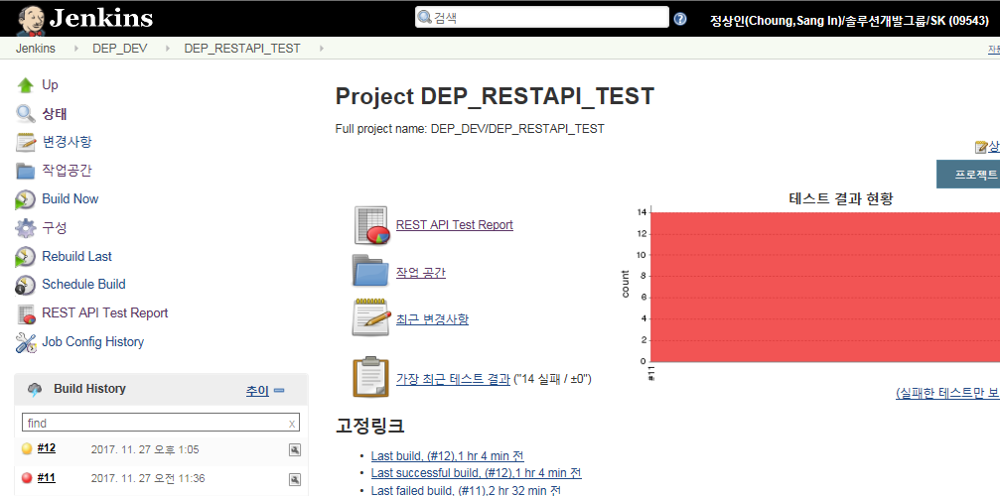 Jenkins
검색
정상인(Choung,Sang In)/솔루션개발그룹/SK (09543)
Jenkins
DEP_DEV
DEP_RESTAPI_TEST
Up
상태
변경사항
작업공간
Build Now
구성
Rebuild Last
Schedule Build
REST API Test Report
Job Config History
Build History
추이
find
x
#12
2017. 11. 27 오후 1:05
#11
2017. 11. 27 오전 11:36
Project DEP_RESTAPI_TEST
Full project name: DEP_DEV/DEP_RESTAPI_TEST
프로젝트
REST API Test Report
작업 공간
최근 변경사항
가장 최근 테스트 결과 ("14 실패 / ±0")
테스트 결과 현황
14
12
10
8
6
4
2
0
count
#11
(실패한 테스트만 보
고정링크
Last build, (#12),1 hr 4 min 전
Last successful build, (#12),1 hr 4 min 전
Last failed build, (#11),2 hr 32 min 전